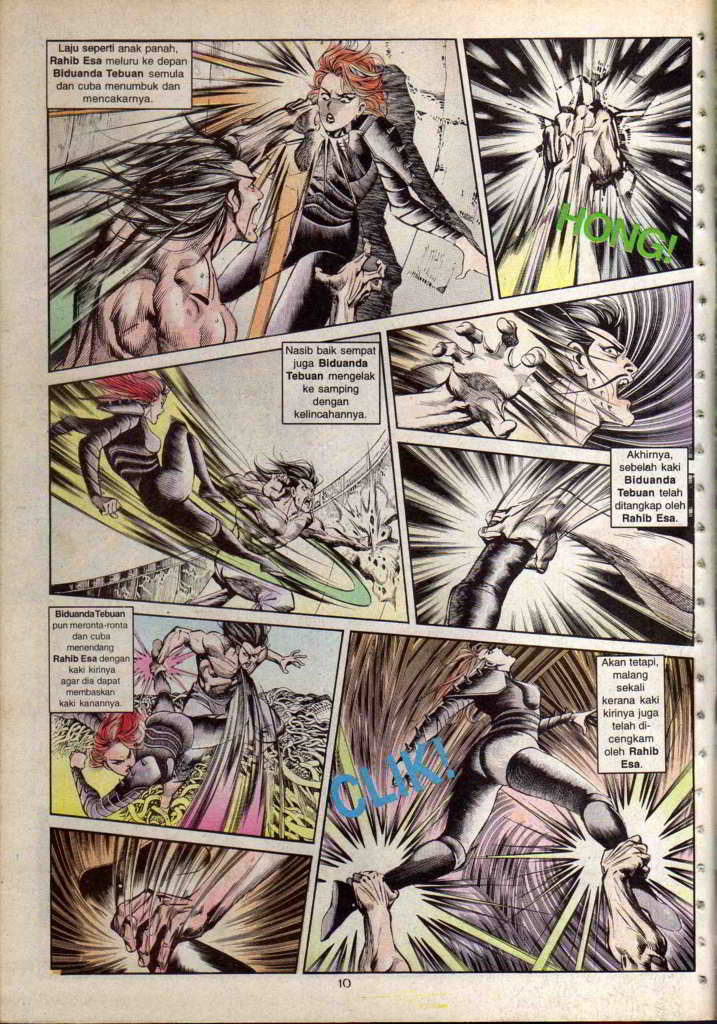 Laju seperti anak panah,
Rahib Esa meluru ke depan
Biduanda Tebuan semula
dan cuba menumbuk dan
mencakarnya.
HONG!
Nasib baik sempat
juga Biduanda
Tebuan mengelak
ke samping
dengan
kelincahannya.
Akhirnya,
sebelah kaki
Biduanda
Tebuan telah
ditangkap oleh
Rahib Esa.
Biduanda Tebuan
pun meronta-ronta
dan cuba
menendang
Rahib Esa dengan
kaki kirinya
agar dia dapat
membaskan
kaki kanannya.
Akan tetapi,
malang
sekali
kerana kaki
kirinya juga
telah di-
cengkam
oleh Rahib
Esa.
CLIK!
10